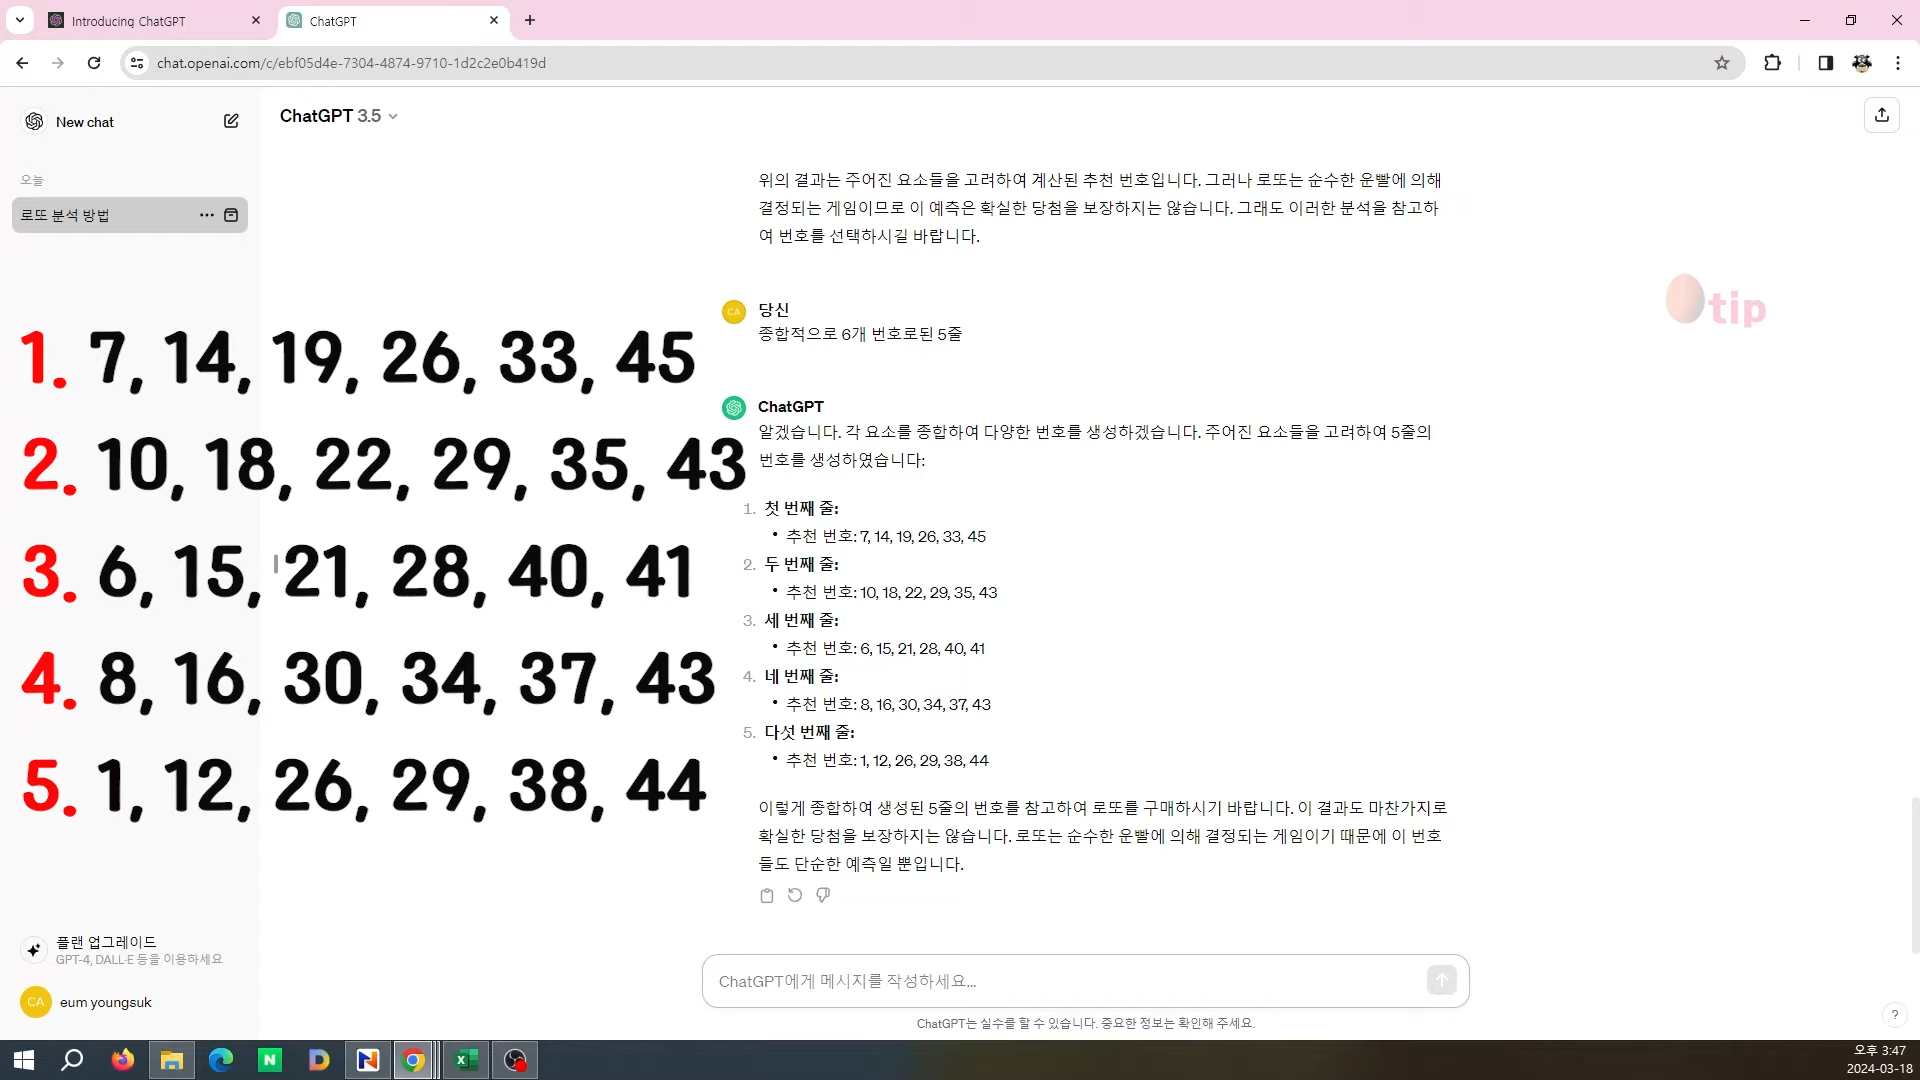 Introducing ChatGPT
ChatGPT
chat.openai.com/c/ebf05d4e-7304-4874-9710-1d2c2e0b419d
New chat
ChatGPT 3.5
오늘
로또 분석 방법
위의 결과는 주어진 요소들을 고려하여 계산된 추천 번호입니다. 그러나 로또는 순수한 운빨에 의해
결정되는 게임이므로 이 예측은 확실한 당첨을 보장하지는 않습니다. 그래도 이러한 분석을 참고하
여 번호를 선택하시길 바랍니다.
tip
CA
당신
종합적으로 6개 번호로된 5줄
1. 7, 14, 19, 26, 33, 45
2. 10, 18, 22, 29, 35, 43
3. 6, 15, 21, 28, 40, 41
4. 8, 16, 30, 34, 37, 43
5. 1, 12, 26, 29, 38, 44
ChatGPT
알겠습니다. 각 요소를 종합하여 다양한 번호를 생성하겠습니다. 주어진 요소들을 고려하여 5줄의
번호를 생성하였습니다:
1. 첫 번째 줄:
• 추천 번호: 7, 14, 19, 26, 33, 45
2. 두 번째 줄:
• 추천 번호: 10, 18, 22, 29, 35, 43
3. 세 번째 줄:
• 추천 번호: 6, 15, 21, 28, 40, 41
4. 네 번째 줄:
• 추천 번호: 8, 16, 30, 34, 37, 43
5. 다섯 번째 줄:
• 추천 번호: 1, 12, 26, 29, 38, 44
이렇게 종합하여 생성된 5줄의 번호를 참고하여 로또를 구매하시기 바랍니다. 이 결과도 마찬가지로
확실한 당첨을 보장하지는 않습니다. 로또는 순수한 운빨에 의해 결정되는 게임이기 때문에 이 번호
들도 단순한 예측일 뿐입니다.
플랜 업그레이드
GPT-4, DALL·E 등을 이용하세요
CA
eum youngsuk
ChatGPT에게 메시지를 작성하세요...
ChatGPT는 실수를 할 수 있습니다. 중요한 정보는 확인해 주세요.
?
오후 3:47
2024-03-18